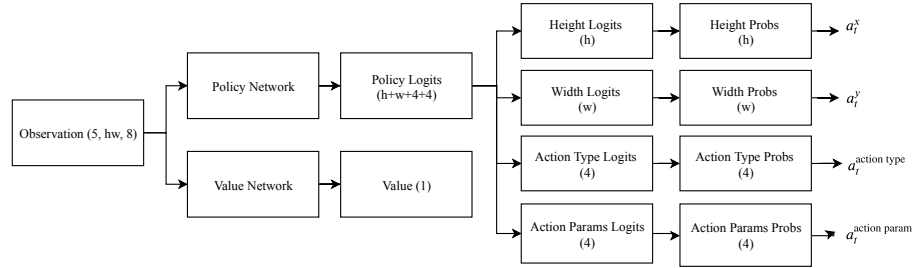 Observation (5, hw, 8)
Policy Network
Policy Logits
(h+w+4+4)
Value Network
Value (1)
Height Logits
(h)
Height Probs
(h)
a_t^x
Width Logits
(w)
Width Probs
(w)
a_t^y
Action Type Logits
(4)
Action Type Probs
(4)
a_t^{action type}
Action Params Logits
(4)
Action Params Probs
(4)
a_t^{action param}